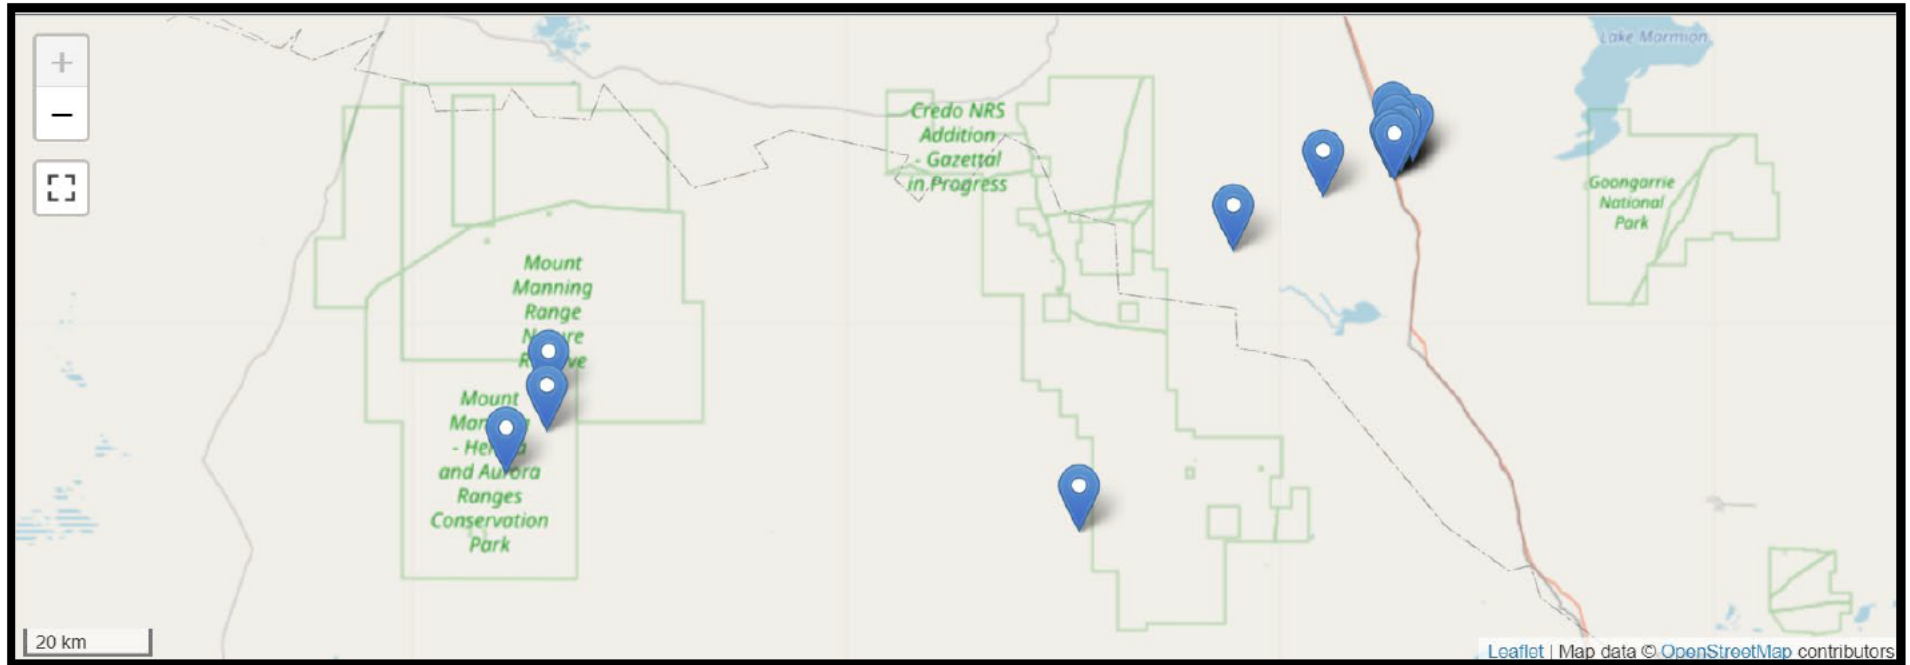 +
Lake Marmion
−
Credo NRS
Addition
- Gazettal
in Progress
Goongarrie
National
Park
Mount
Manning
Range
Mount
- He
and Aurora
Ranges
Conservation
Park
20 km
Leaflet | Map data © OpenStreetMap contributors